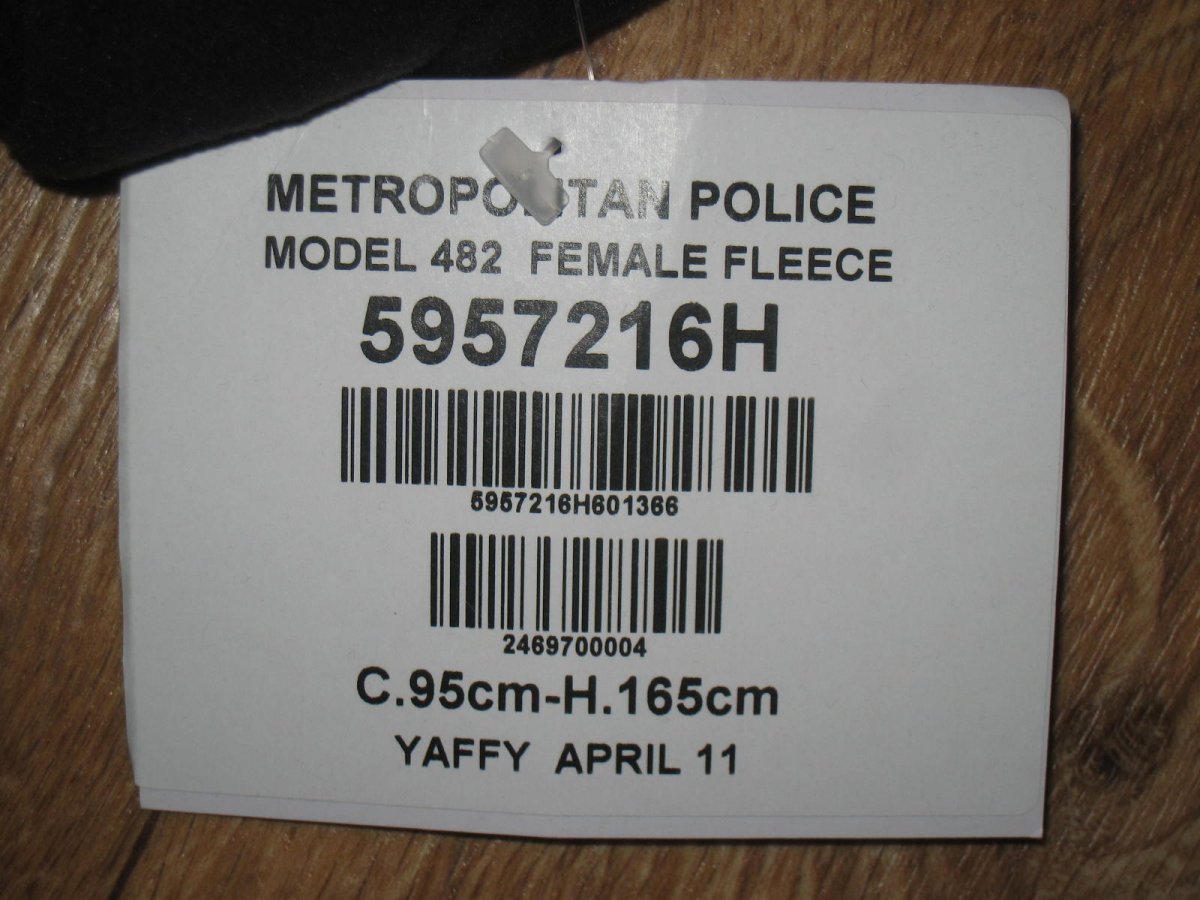 METROPOLITAN POLICE
MODEL 482 FEMALE FLEECE
5957216H
5957216H601366
2469700004
C.95cm-H.165cm
YAFFY APRIL 11